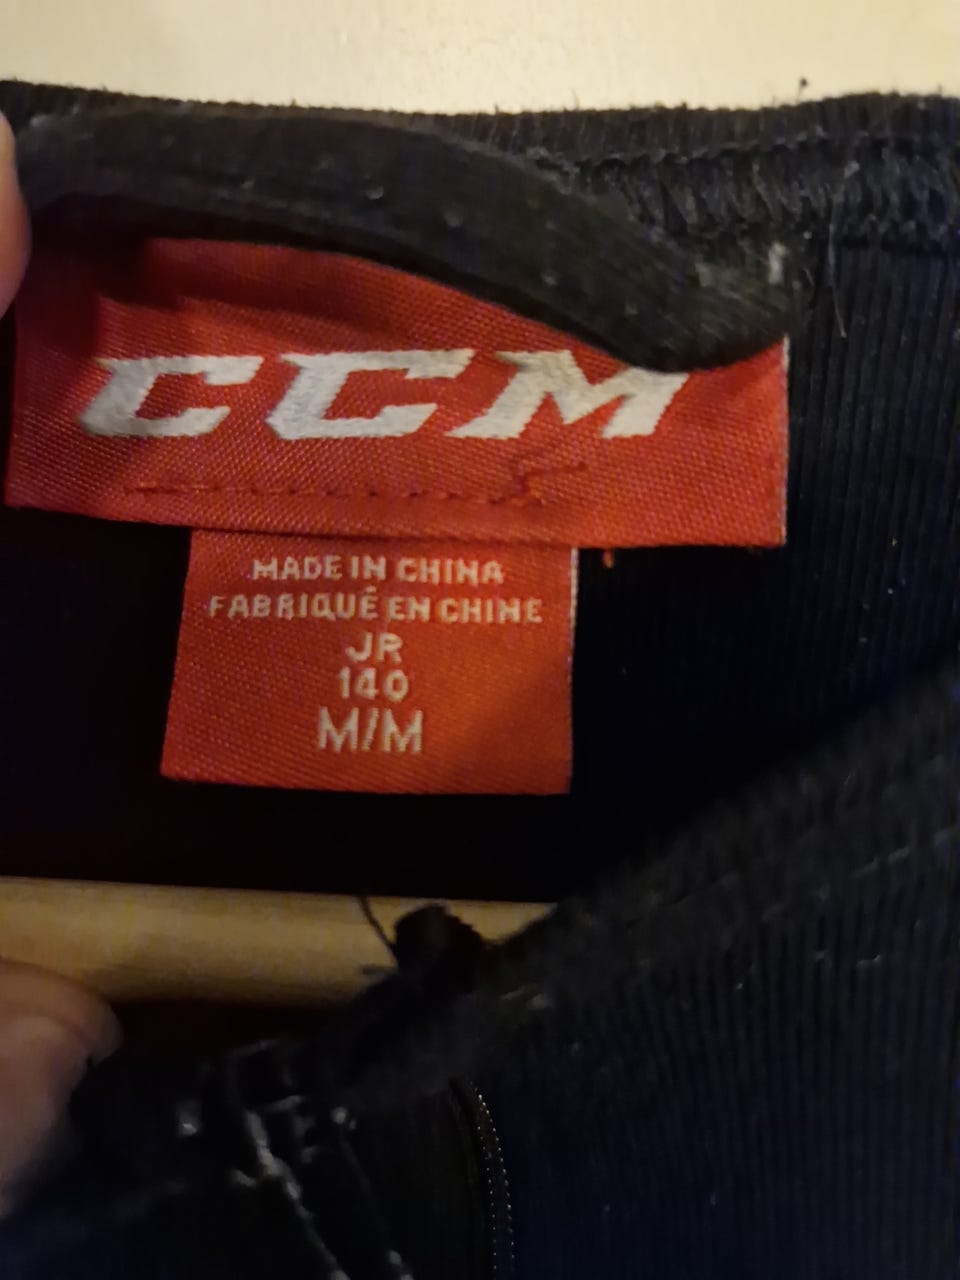 CCM
MADE IN CHINA
FABRIQUÉ EN CHINE
JR
140
M/M